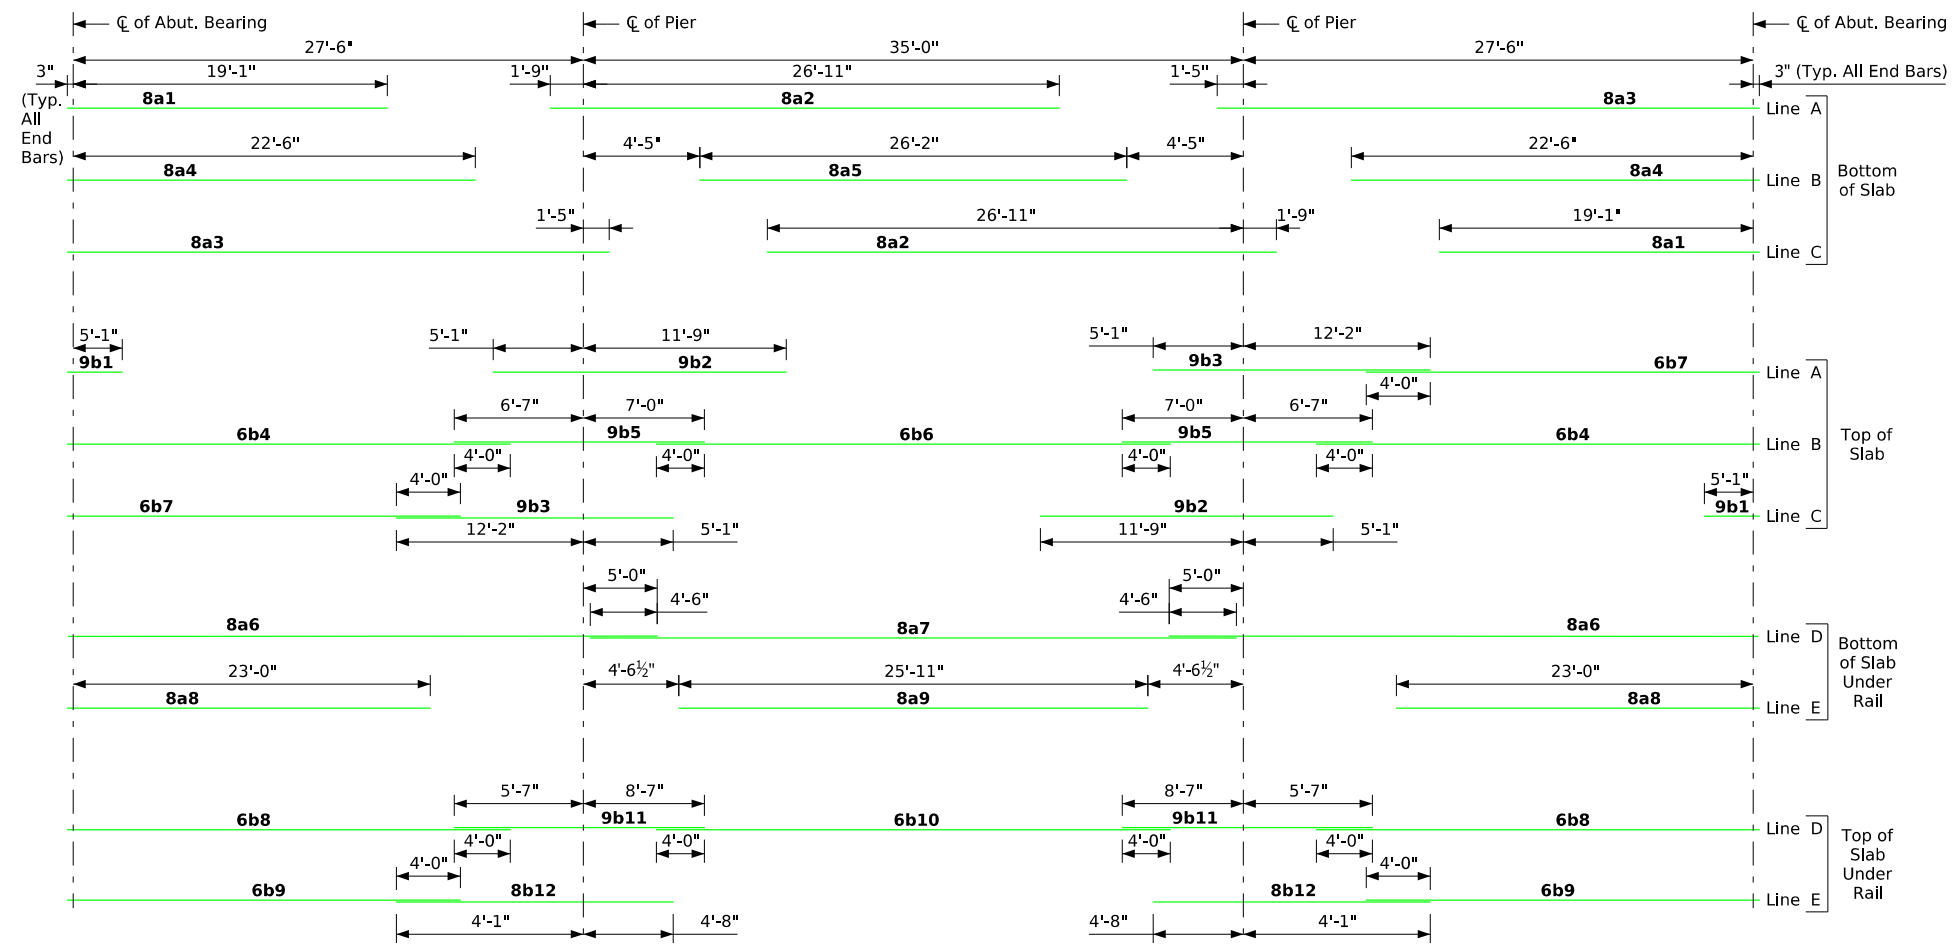 ℄ of Abut. Bearing
℄ of Pier
℄ of Pier
℄ of Abut. Bearing
27'-6"
35'-0"
27'-6"
3"
19'-1"
1'-9"
26'-11"
1'-5"
3" (Typ. All End Bars)
(Typ.
All
End
Bars)
8a1
8a2
8a3
Line A
22'-6"
4'-5"
26'-2"
4'-5"
22'-6"
8a4
8a5
8a4
Line B
Bottom
of Slab
1'-5"
26'-11"
1'-9"
19'-1"
8a3
8a2
8a1
Line C
5'-1"
5'-1"
11'-9"
5'-1"
12'-2"
9b1
9b2
9b3
6b7
Line A
4'-0"
6'-7"
7'-0"
7'-0"
6'-7"
6b4
9b5
6b6
9b5
6b4
Line B
Top of
Slab
4'-0"
4'-0"
4'-0"
4'-0"
4'-0"
5'-1"
6b7
9b3
9b2
9b1
Line C
12'-2"
5'-1"
11'-9"
5'-1"
5'-0"
5'-0"
4'-6"
4'-6"
8a6
8a7
8a6
Line D
Bottom
of Slab
Under
Rail
23'-0"
4'-6½"
25'-11"
4'-6½"
23'-0"
8a8
8a9
8a8
Line E
5'-7"
8'-7"
8'-7"
5'-7"
6b8
9b11
6b10
9b11
6b8
Line D
Top of
Slab
Under
Rail
4'-0"
4'-0"
4'-0"
4'-0"
4'-0"
4'-0"
6b9
8b12
8b12
6b9
Line E
4'-1"
4'-8"
4'-8"
4'-1"